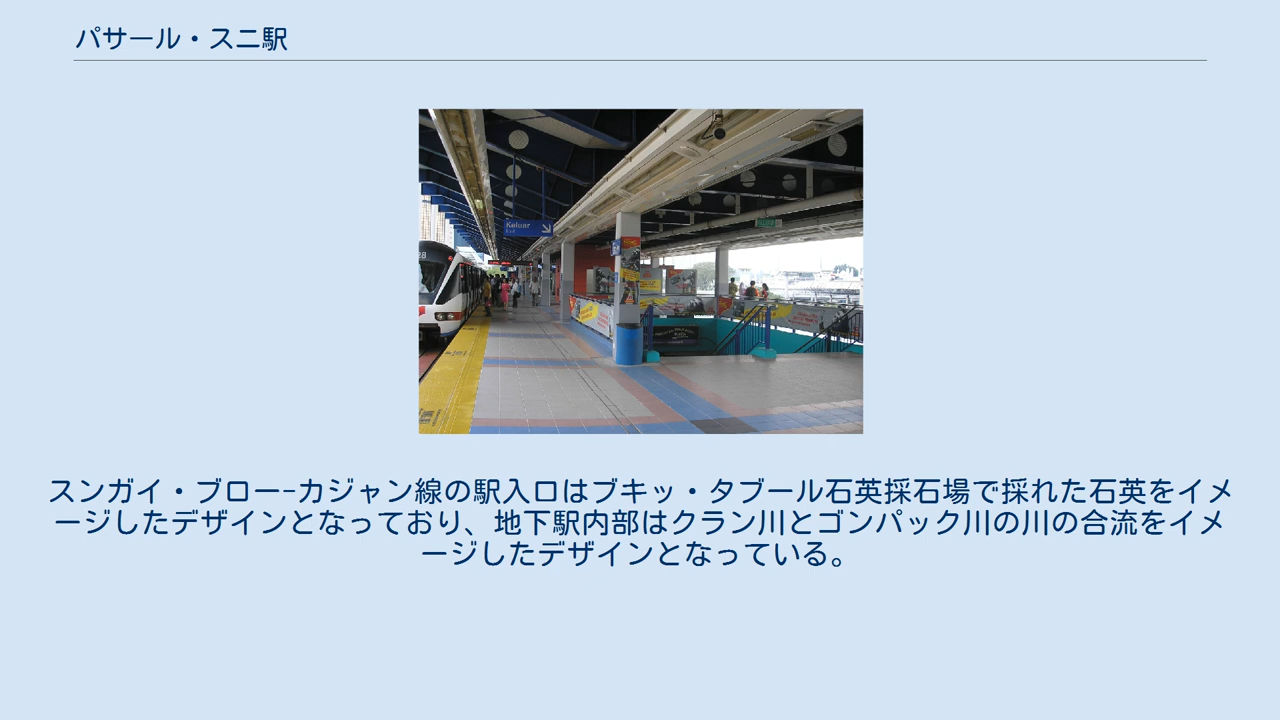 パサール・スニ駅
Keluar
Exit
スンガイ・ブロー-カジャン線の駅入口はブキッ・タブール石英採石場で採れた石英をイメ
ージしたデザインとなっており、地下駅内部はクラン川とゴンパック川の川の合流をイメ
ージしたデザインとなっている。